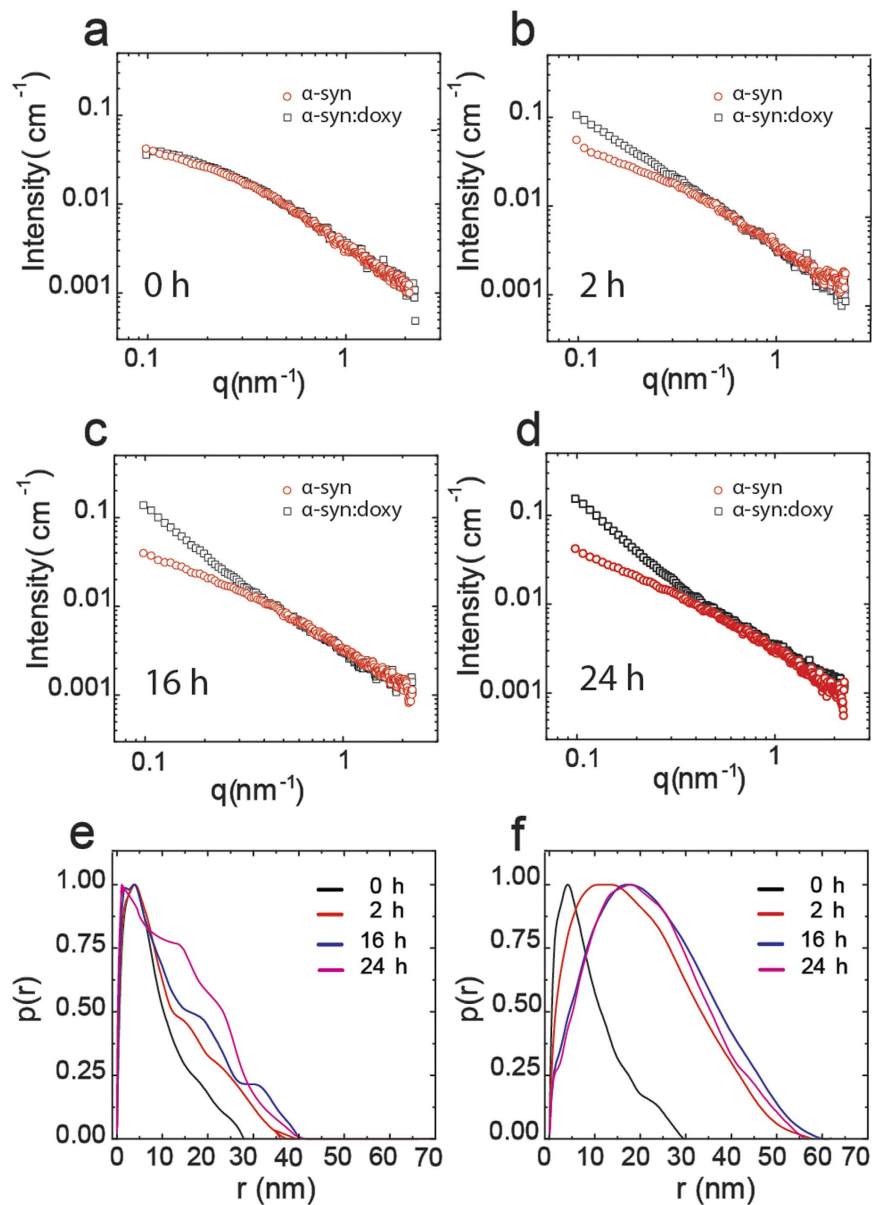 a
Intensity( cm⁻¹)
0.1
0.01
0.001
α-syn
α-syn:doxy
0 h
0.1
1
q(nm⁻¹)
b
Intensity( cm⁻¹)
0.1
0.01
0.001
α-syn
α-syn:doxy
2 h
0.1
1
q(nm⁻¹)
c
Intensity( cm⁻¹)
0.1
0.01
0.001
α-syn
α-syn:doxy
16 h
0.1
1
q(nm⁻¹)
d
Intensity( cm⁻¹)
0.1
0.01
0.001
α-syn
α-syn:doxy
24 h
0.1
1
q(nm⁻¹)
e
p(r)
1.00
0.75
0.50
0.25
0.00
0 h
2 h
16 h
24 h
0 10 20 30 40 50 60 70
r (nm)
f
p(r)
1.00
0.75
0.50
0.25
0.00
0 h
2 h
16 h
24 h
0 10 20 30 40 50 60 70
r (nm)